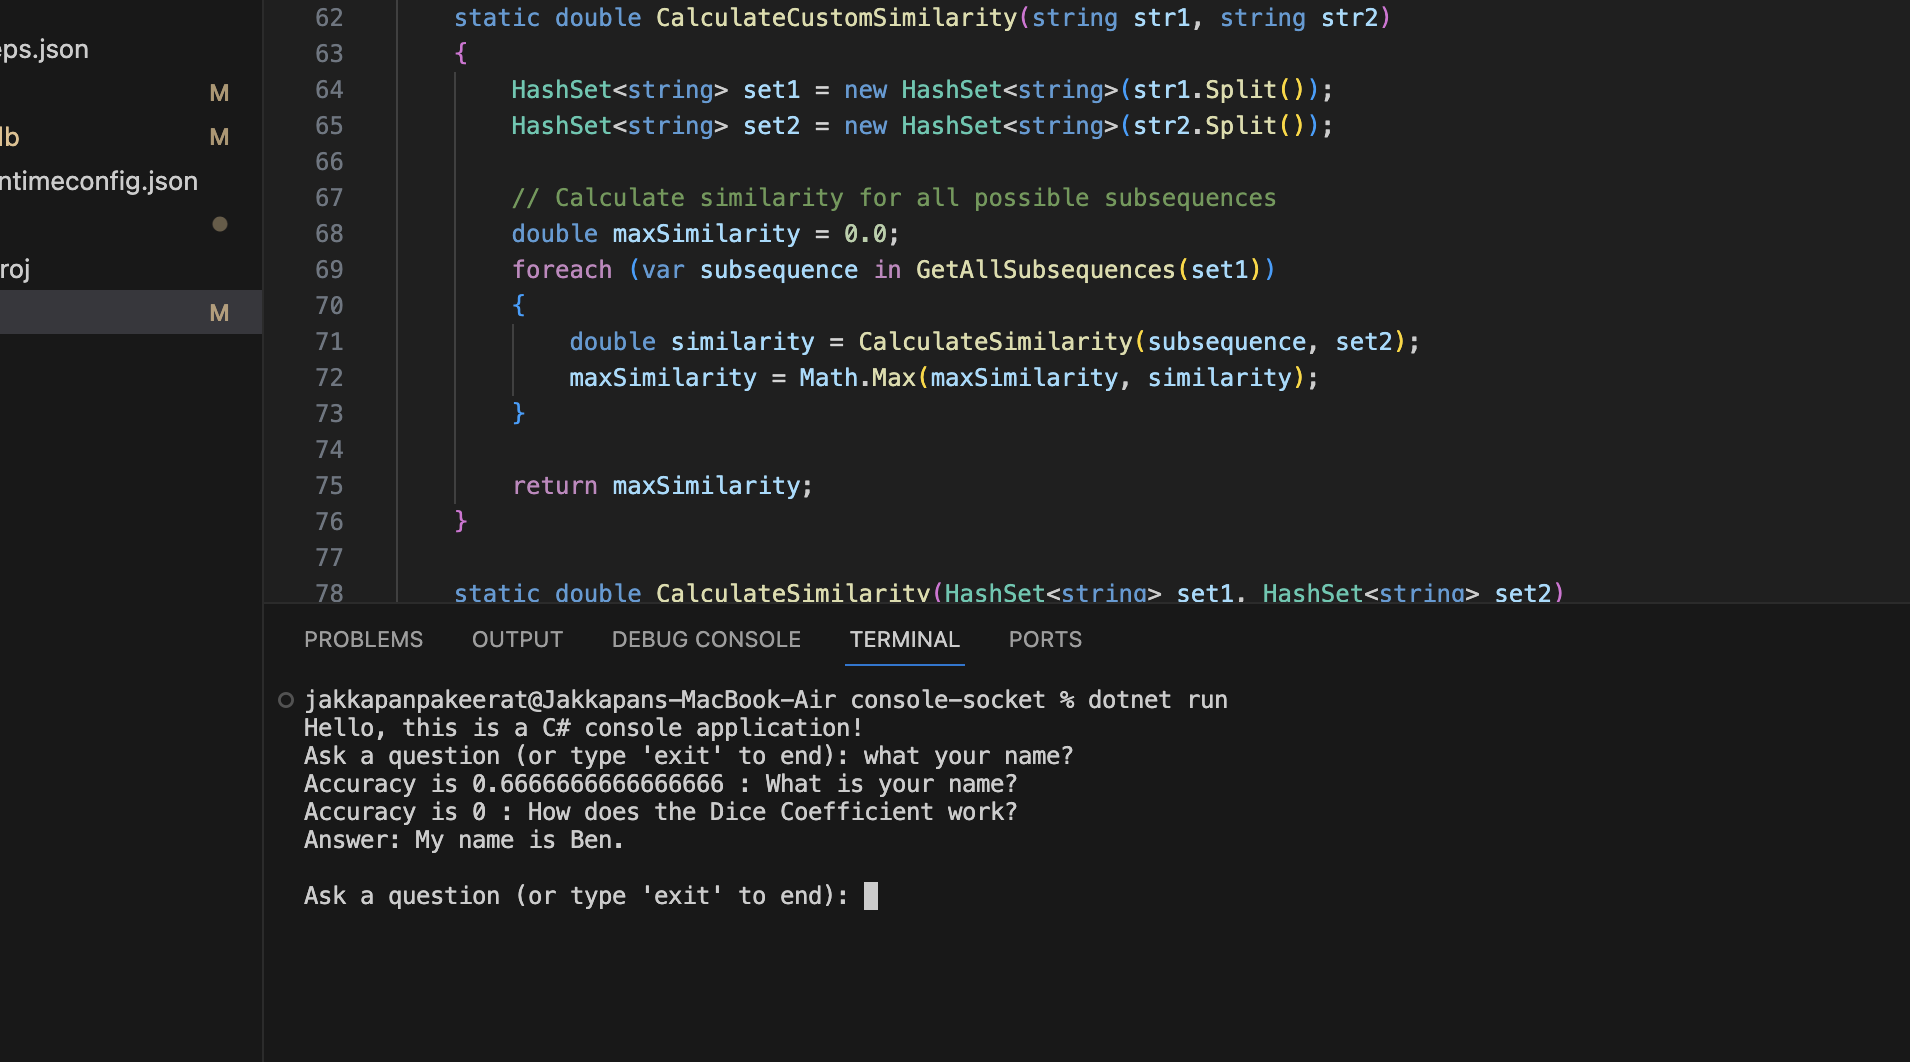 eps.json
M
lb M
ntimeconfig.json
roj
M
62 static double CalculateCustomSimilarity(string str1, string str2)
63 {
64 HashSet<string> set1 = new HashSet<string>(str1.Split());
65 HashSet<string> set2 = new HashSet<string>(str2.Split());
66
67 // Calculate similarity for all possible subsequences
68 double maxSimilarity = 0.0;
69 foreach (var subsequence in GetAllSubsequences(set1))
70 {
71 double similarity = CalculateSimilarity(subsequence, set2);
72 maxSimilarity = Math.Max(maxSimilarity, similarity);
73 }
74
75 return maxSimilarity;
76 }
77
78 static double CalculateSimilarity(HashSet<string> set1, HashSet<string> set2)
PROBLEMS OUTPUT DEBUG CONSOLE TERMINAL PORTS
jakkapanpakeerat@Jakkapans-MacBook-Air console-socket % dotnet run
Hello, this is a C# console application!
Ask a question (or type 'exit' to end): what your name?
Accuracy is 0.6666666666666666 : What is your name?
Accuracy is 0 : How does the Dice Coefficient work?
Answer: My name is Ben.
Ask a question (or type 'exit' to end):